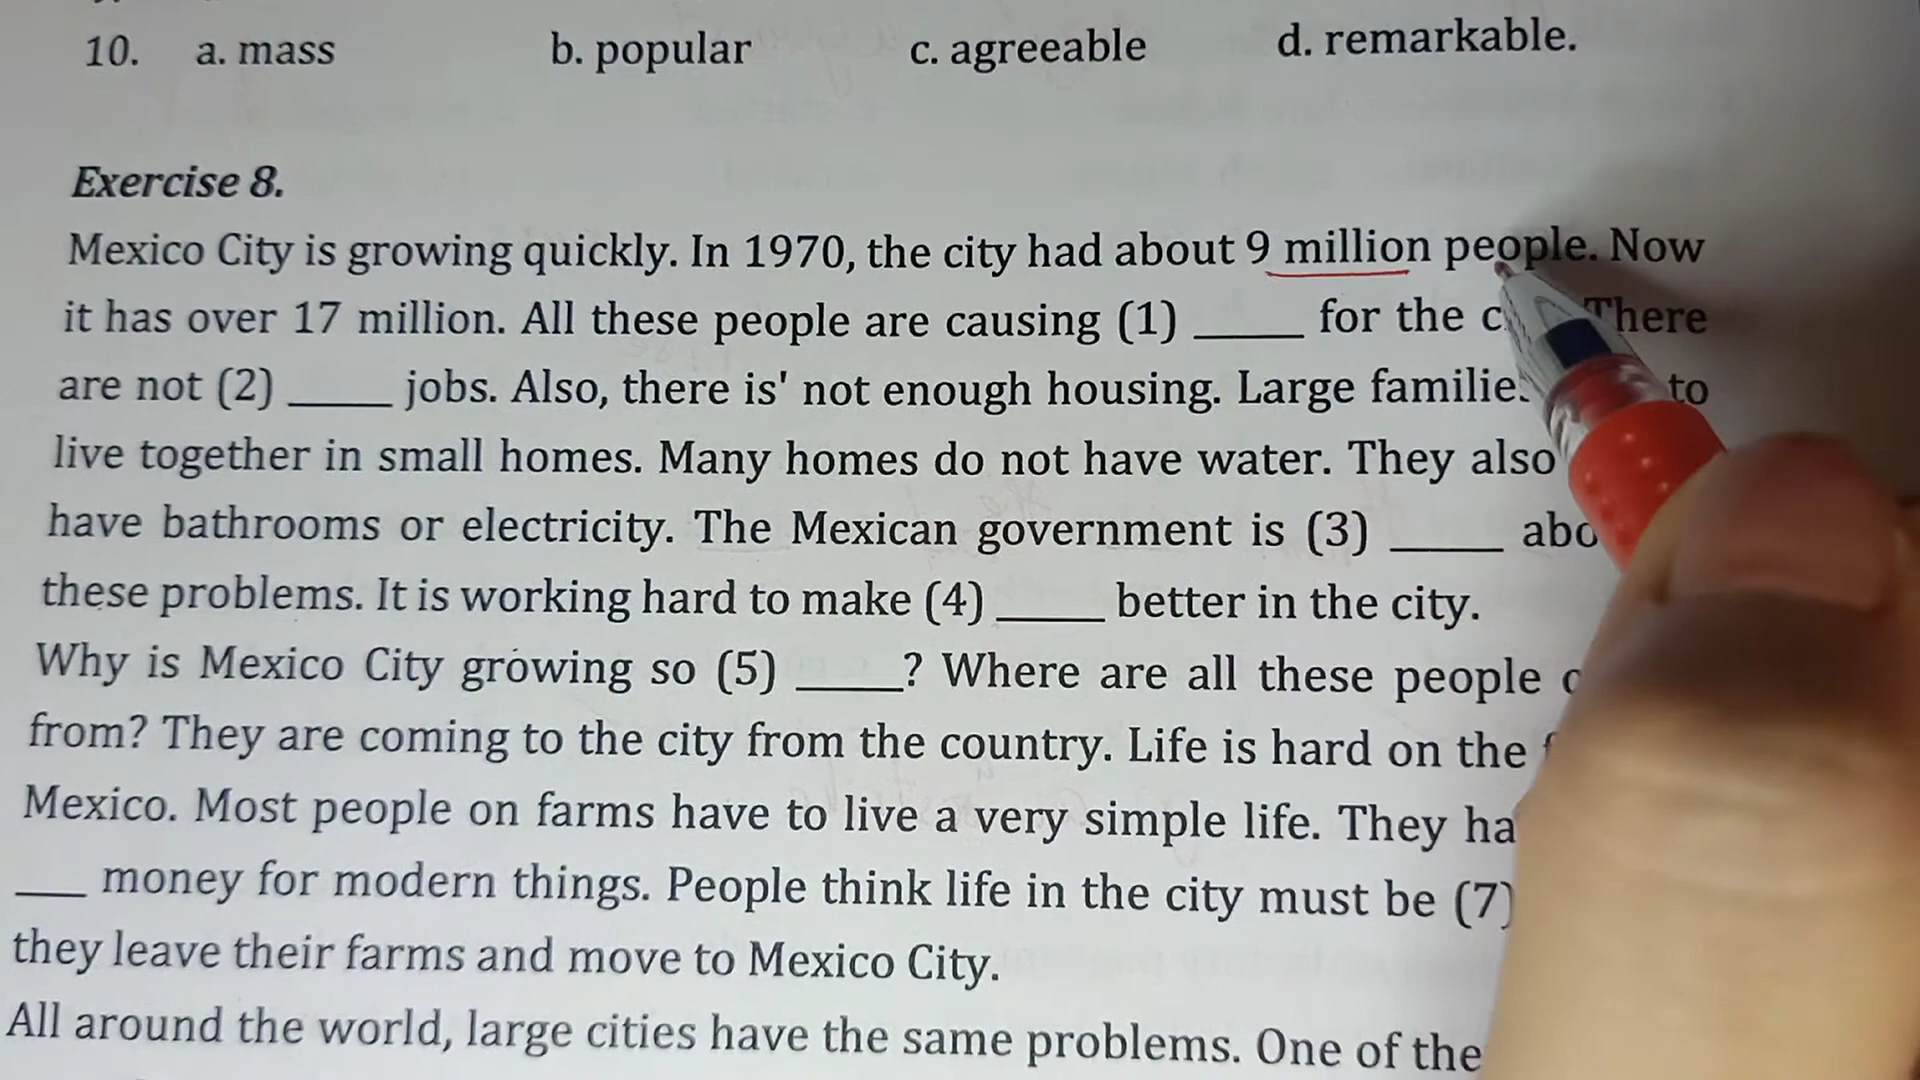 10. a. mass b. popular c. agreeable d. remarkable.
Exercise 8.
Mexico City is growing quickly. In 1970, the city had about 9 million people. Now
it has over 17 million. All these people are causing (1) _____ for the There
are not (2) _____ jobs. Also, there is' not enough housing. Large to
live together in small homes. Many homes do not have water. They also
have bathrooms or electricity. The Mexican government is (3) _____
these problems. It is working hard to make (4) _____ better in the city.
Why is Mexico City growing so (5) _____? Where are all these people
from? They are coming to the city from the country. Life is hard on the
Mexico. Most people on farms have to live a very simple life. They
___ money for modern things. People think life in the city must be (7)
they leave their farms and move to Mexico City.
All around the world, large cities have the same problems. One of the